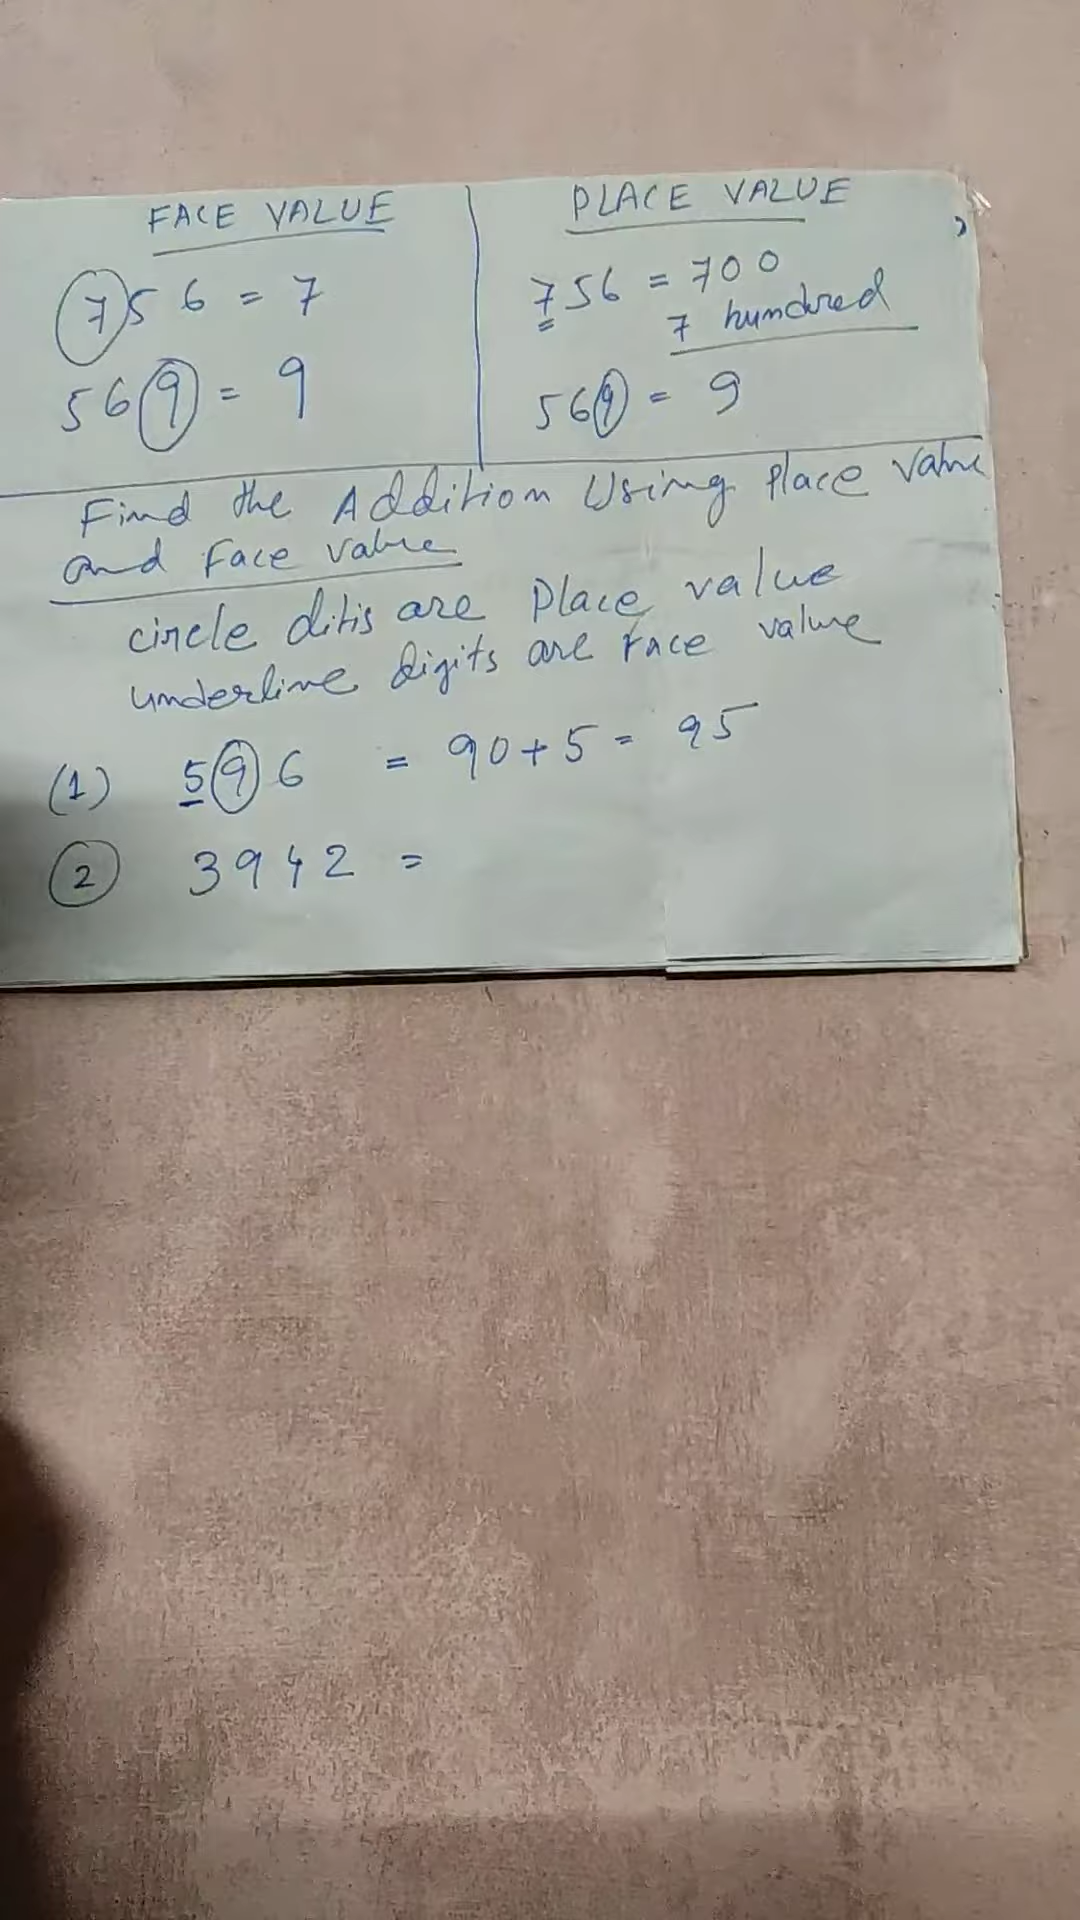 FACE VALUE
756 = 7
569 = 9
PLACE VALUE
756 = 700
7 hundred
569 = 9
Find the Addition Using Place Value
and Face Value
circle ditis are Place value
underline digits are Face value
(1) 596 = 90+5 = 95
2 3942 =